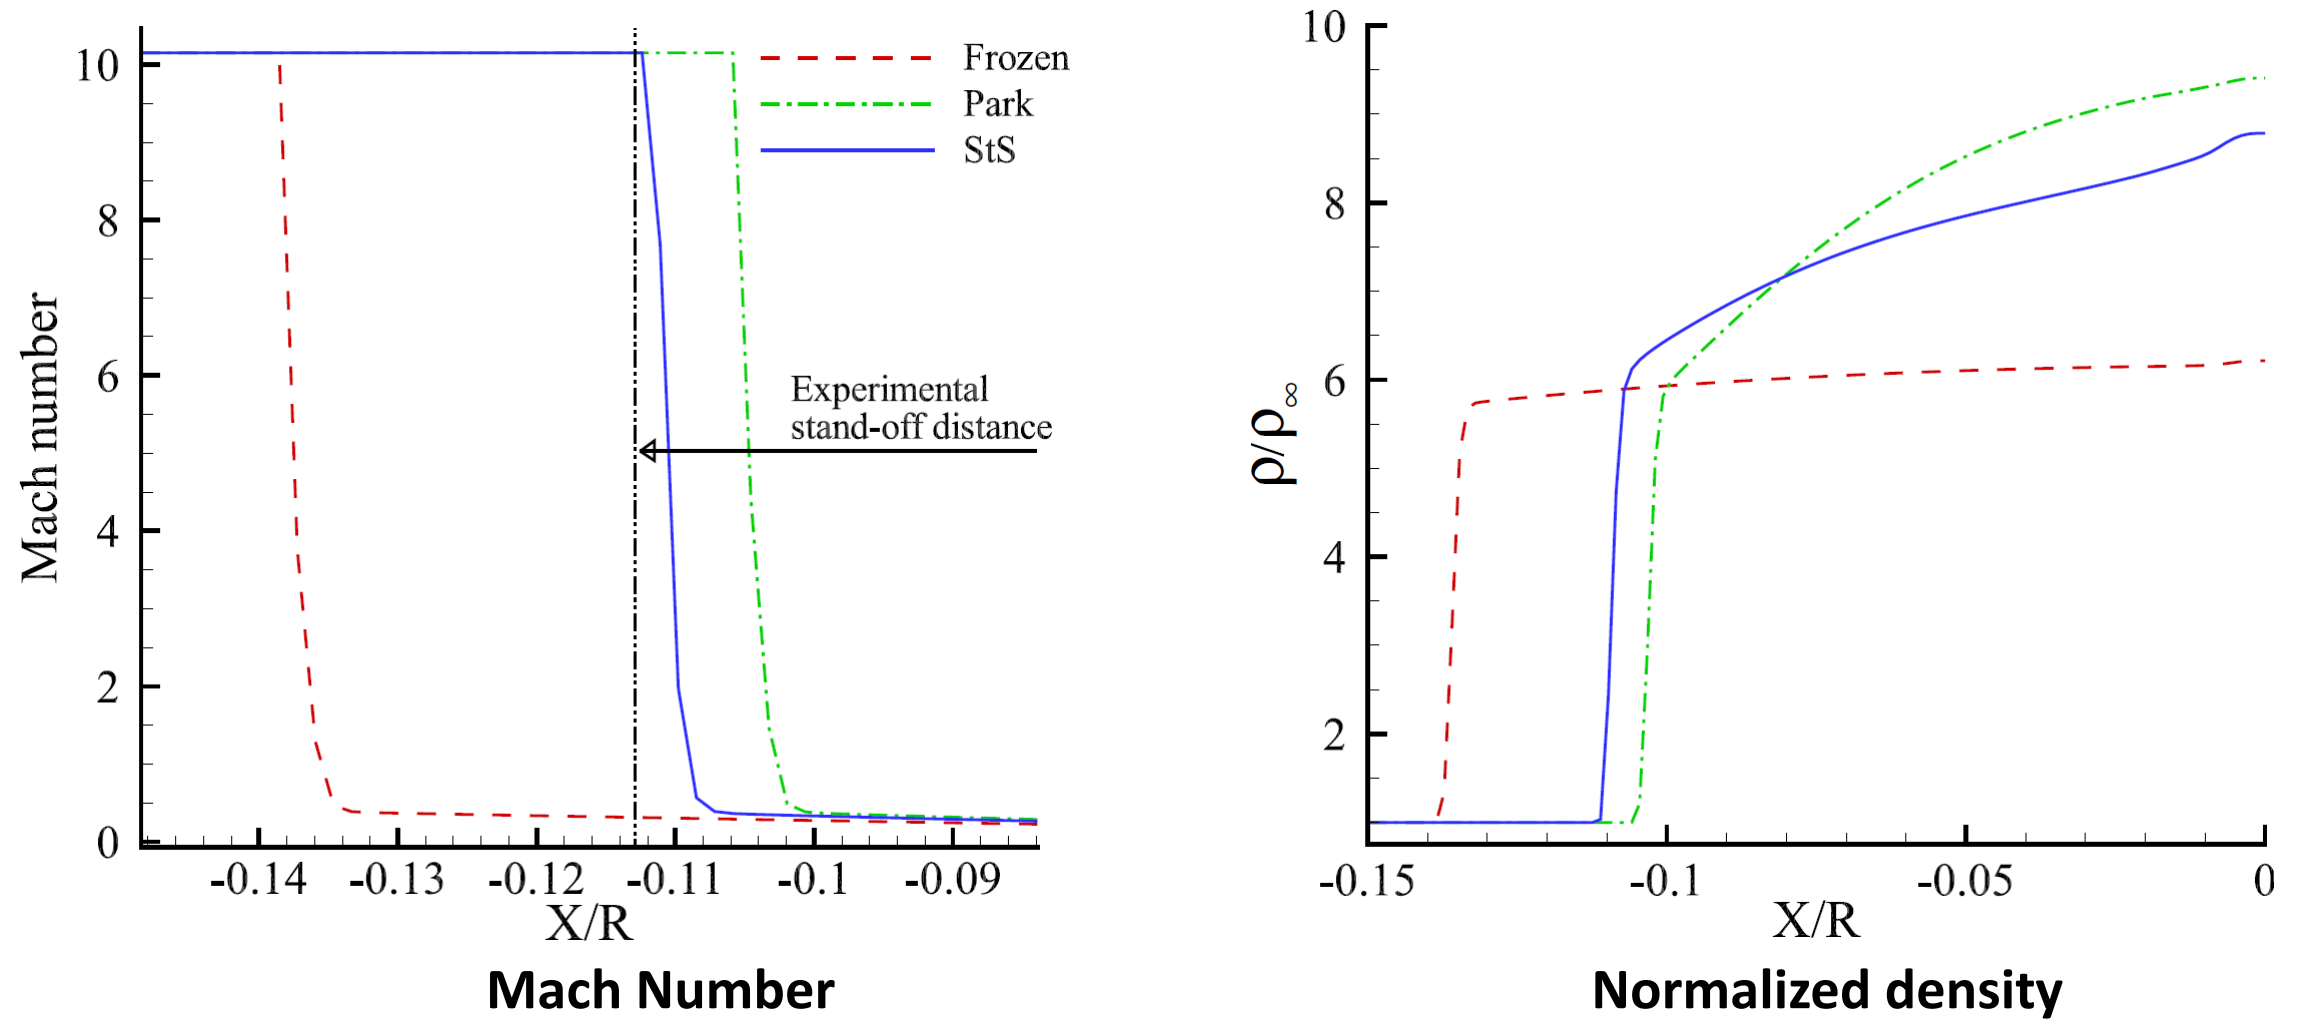 10
8
6
4
2
0
Mach number
-0.14 -0.13 -0.12 -0.11 -0.1 -0.09
X/R
Frozen
Park
StS
Experimental
stand-off distance
Mach Number
10
8
6
4
2
ρ/ρ∞
-0.15 -0.1 -0.05 0
X/R
Normalized density